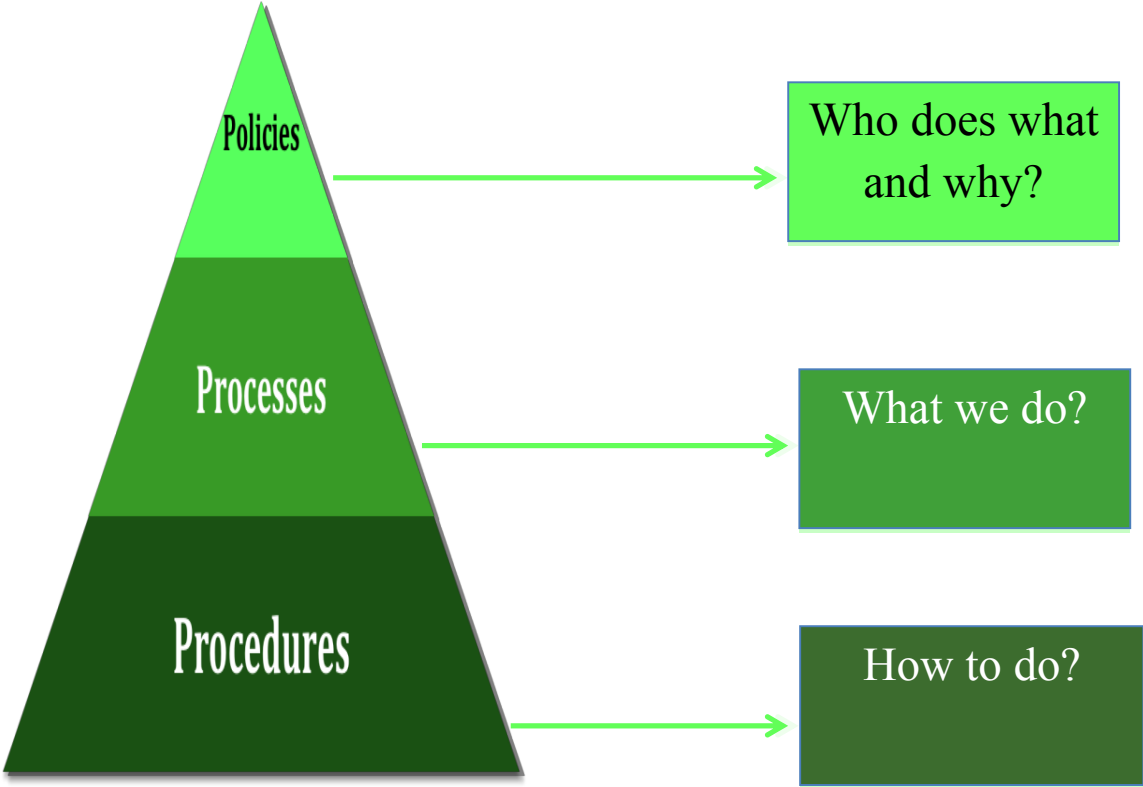 Policies
Who does what
and why?
Processes
What we do?
Procedures
How to do?